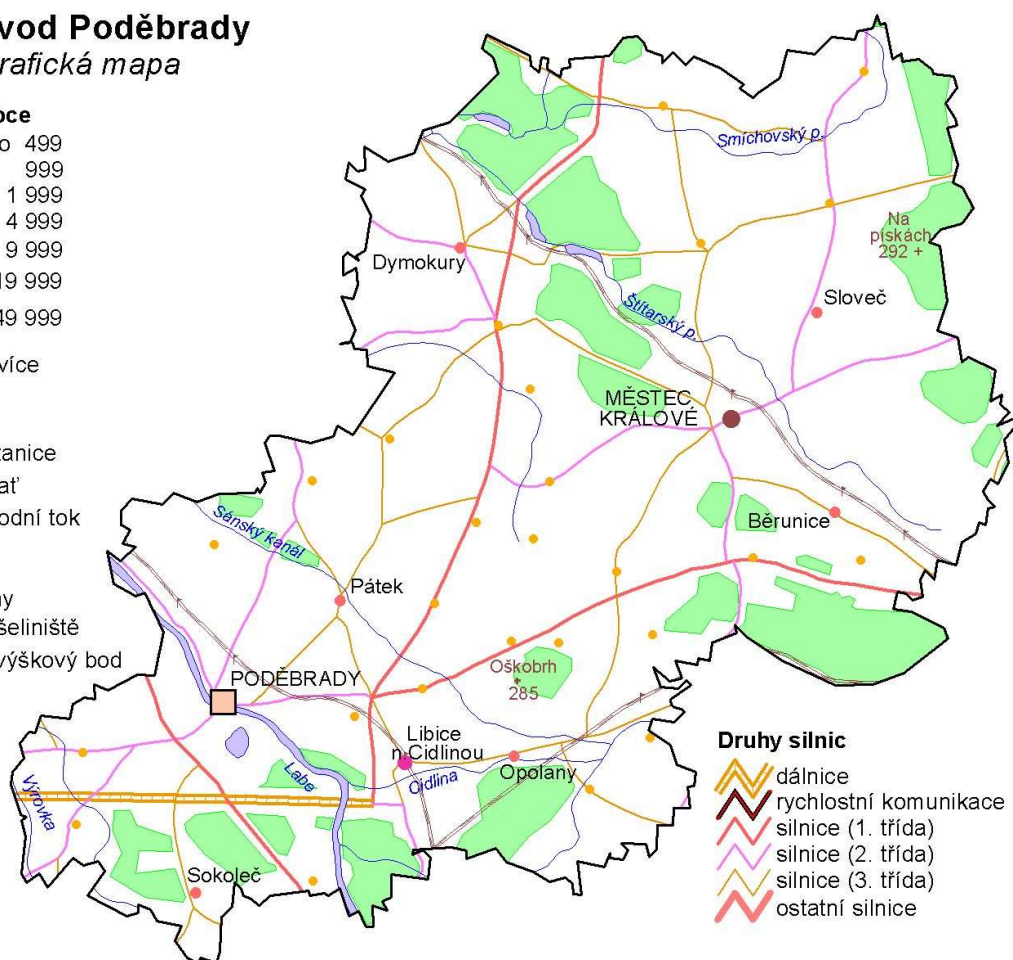 vod Poděbrady
rafická mapa
oce
o 499
999
1 999
4 999
9 999
19 999
49 999
více
tanice
ať
odní tok
ny
šeliniště
výškový bod
Smíchovský p.
Na
pískách
292 +
Dymokury
Sloveč
Štítarský p.
MĚSTEC
KRÁLOVÉ
Běrunice
Sánský kanál
Pátek
Oškobrh
+
285
PODĚBRADY
Libice
n.Cidlinou
Opolany
Cidlina
Labe
Výrovka
Sokoleč
Druhy silnic
dálnice
rychlostní komunikace
silnice (1. třída)
silnice (2. třída)
silnice (3. třída)
ostatní silnice